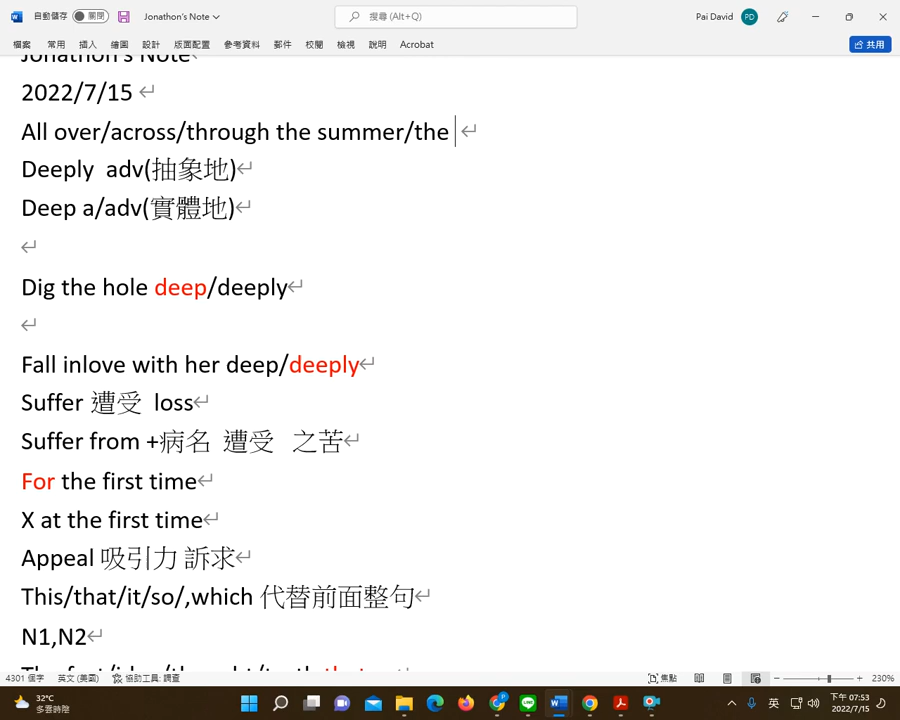 自動儲存 關閉 Jonathon's Note 搜尋 (Alt+Q) Pai David PD
檔案 常用 插入 繪圖 設計 版面配置 參考資料 郵件 校閱 檢視 說明 Acrobat 共用
Jonathon's Note
2022/7/15
All over/across/through the summer/the
Deeply adv(抽象地)
Deep a/adv(實體地)
Dig the hole deep/deeply
Fall inlove with her deep/deeply
Suffer 遭受 loss
Suffer from +病名 遭受 之苦
For the first time
X at the first time
Appeal 吸引力 訴求
This/that/it/so/,which 代替前面整句
N1,N2
4301 個字 英文 (美國) 協助工具: 調查 焦點 230%
32°C 多雲時陰 英 下午 07:53 2022/7/15